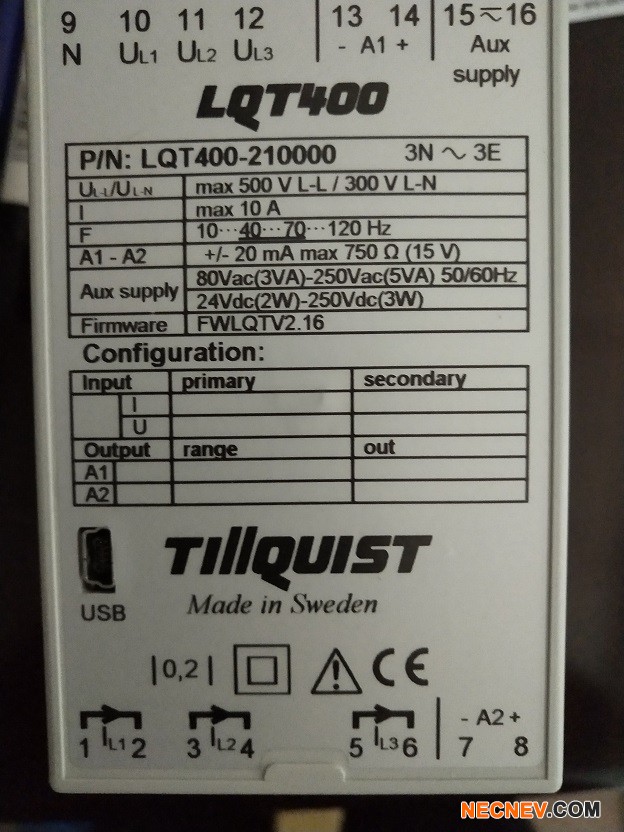 9 10 11 12 13 14 15 ⎓~ 16
N UL1 UL2 UL3 - A1 + Aux
supply
LQT400
P/N: LQT400-210000 3N ~ 3E
UL-L/UL-N max 500 V L-L / 300 V L-N
I max 10 A
F 10···40···70···120 Hz
A1 - A2 +/- 20 mA max 750 Ω (15 V)
Aux supply 80Vac(3VA)-250Vac(5VA) 50/60Hz
24Vdc(2W)-250Vdc(3W)
Firmware FWLQTV2.16
Configuration:
Input primary secondary
I
U
Output range out
A1
A2
TillQUIST
USB Made in Sweden
|0,2| CE
1 IL1 2 3 IL2 4 5 IL3 6 - A2 +
7 8
NECNEV.COM